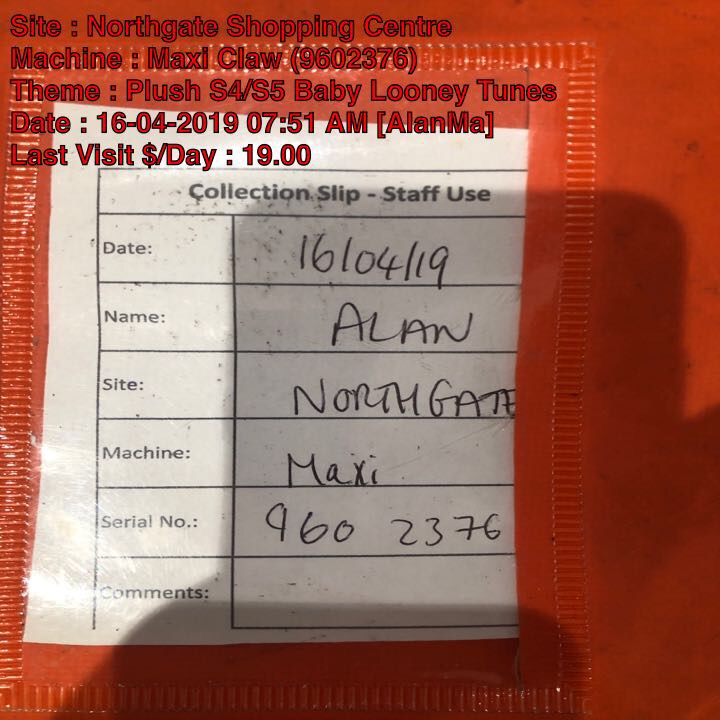 Site : Northgate Shopping Centre
Machine : Maxi Claw (9602376)
Theme : Plush S4/S5 Baby Looney Tunes
Date : 16-04-2019 07:51 AM [AlanMa]
Last Visit $/Day : 19.00
Collection Slip - Staff Use
Date: 16/04/19
Name: ALAN
Site: NORTHGATE
Machine: Maxi
Serial No.: 960 2376
Comments: